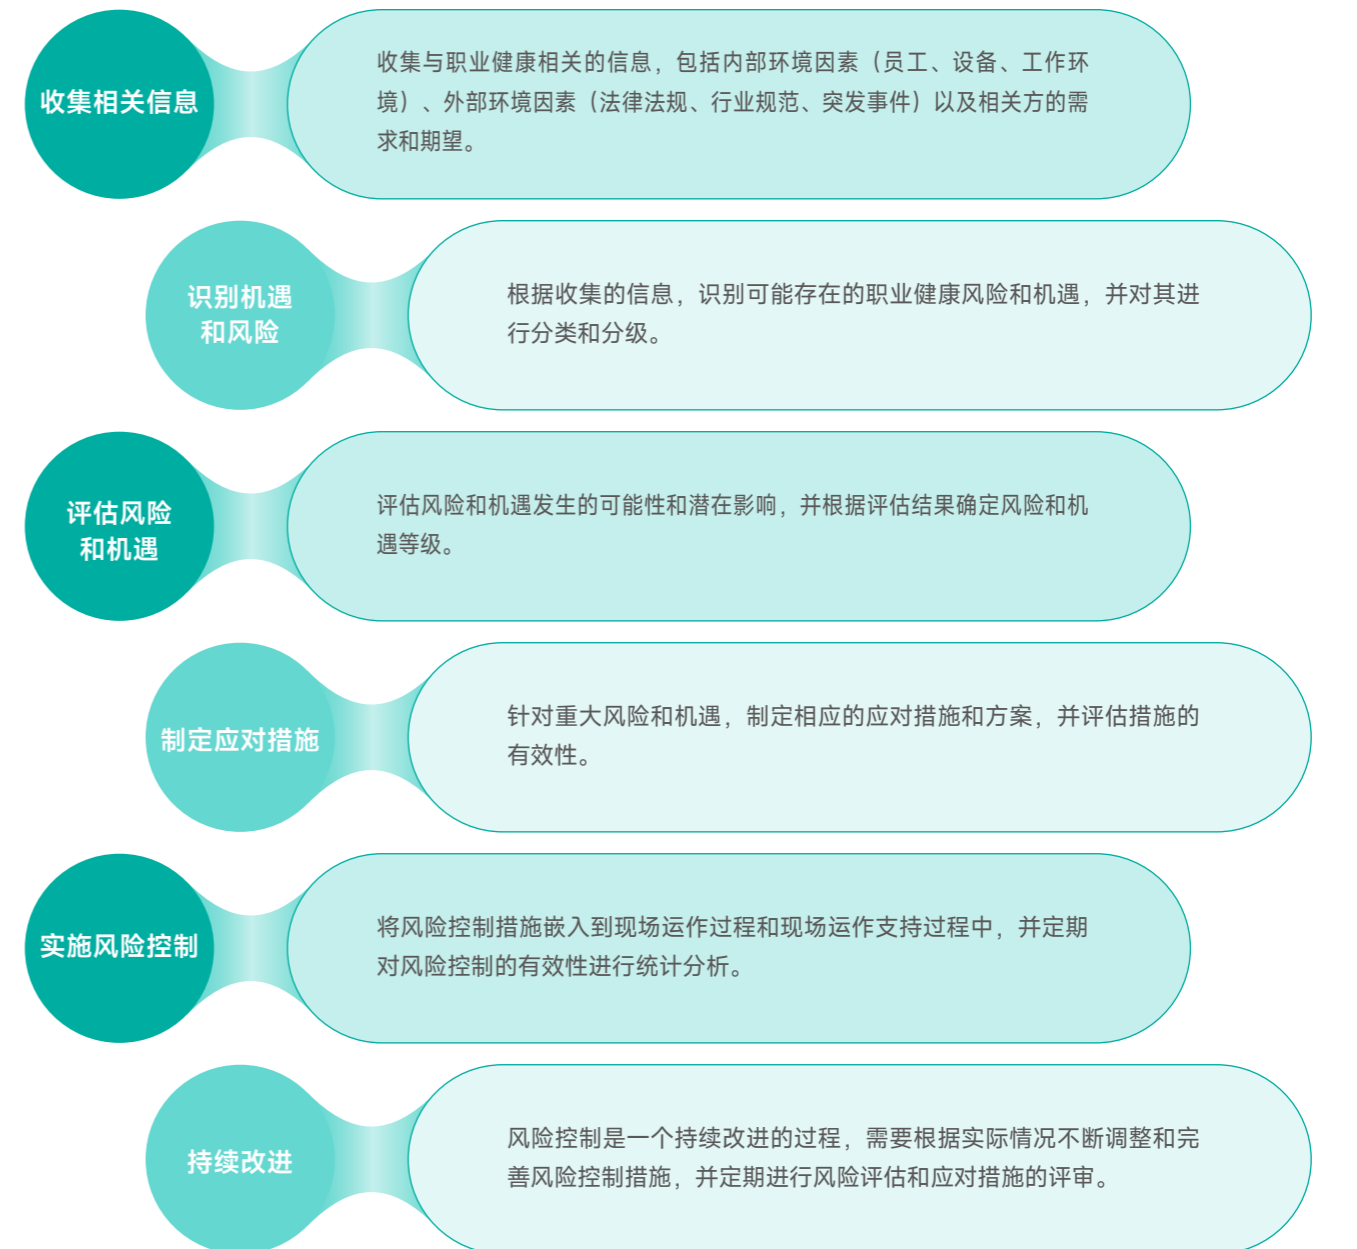 收集相关信息
收集与职业健康相关的信息，包括内部环境因素（员工、设备、工作环
境）、外部环境因素（法律法规、行业规范、突发事件）以及相关方的需
求和期望。
识别机遇
和风险
根据收集的信息，识别可能存在的职业健康风险和机遇，并对其进
行分类和分级。
评估风险
和机遇
评估风险和机遇发生的可能性和潜在影响，并根据评估结果确定风险和机
遇等级。
制定应对措施
针对重大风险和机遇，制定相应的应对措施和方案，并评估措施的
有效性。
实施风险控制
将风险控制措施嵌入到现场运作过程和现场运作支持过程中，并定期
对风险控制的有效性进行统计分析。
持续改进
风险控制是一个持续改进的过程，需要根据实际情况不断调整和完
善风险控制措施，并定期进行风险评估和应对措施的评审。